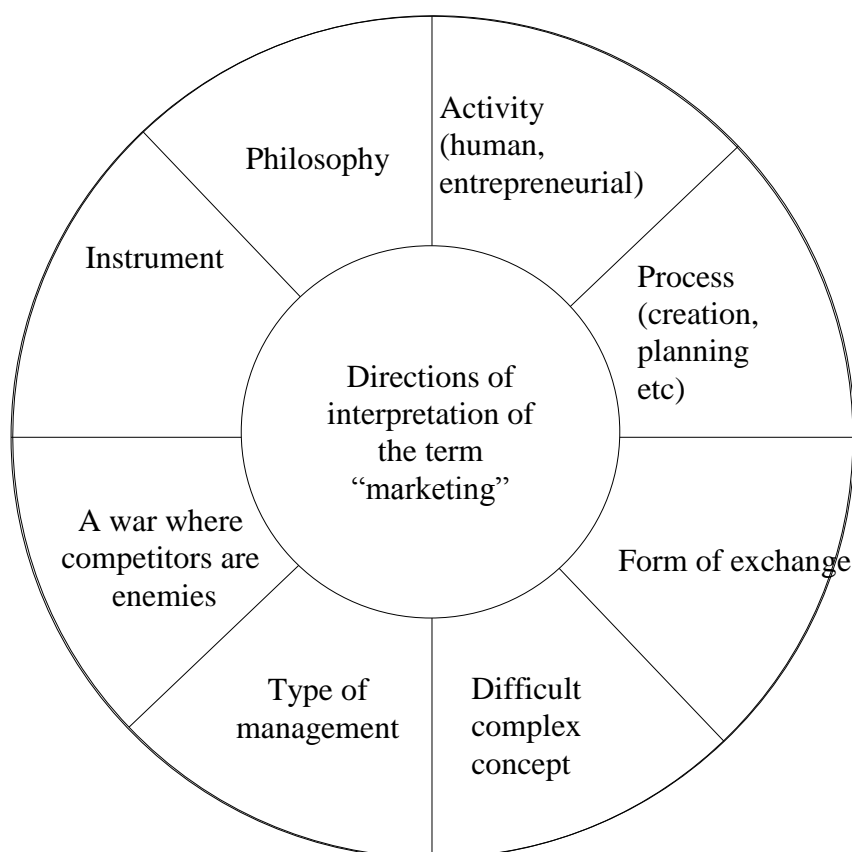 Activity
(human,
entrepreneurial)
Philosophy
Instrument
Process
(creation,
planning
etc)
Directions of
interpretation of
the term
“marketing”
A war where
competitors are
enemies
Form of exchange
Type of
management
Difficult
complex
concept